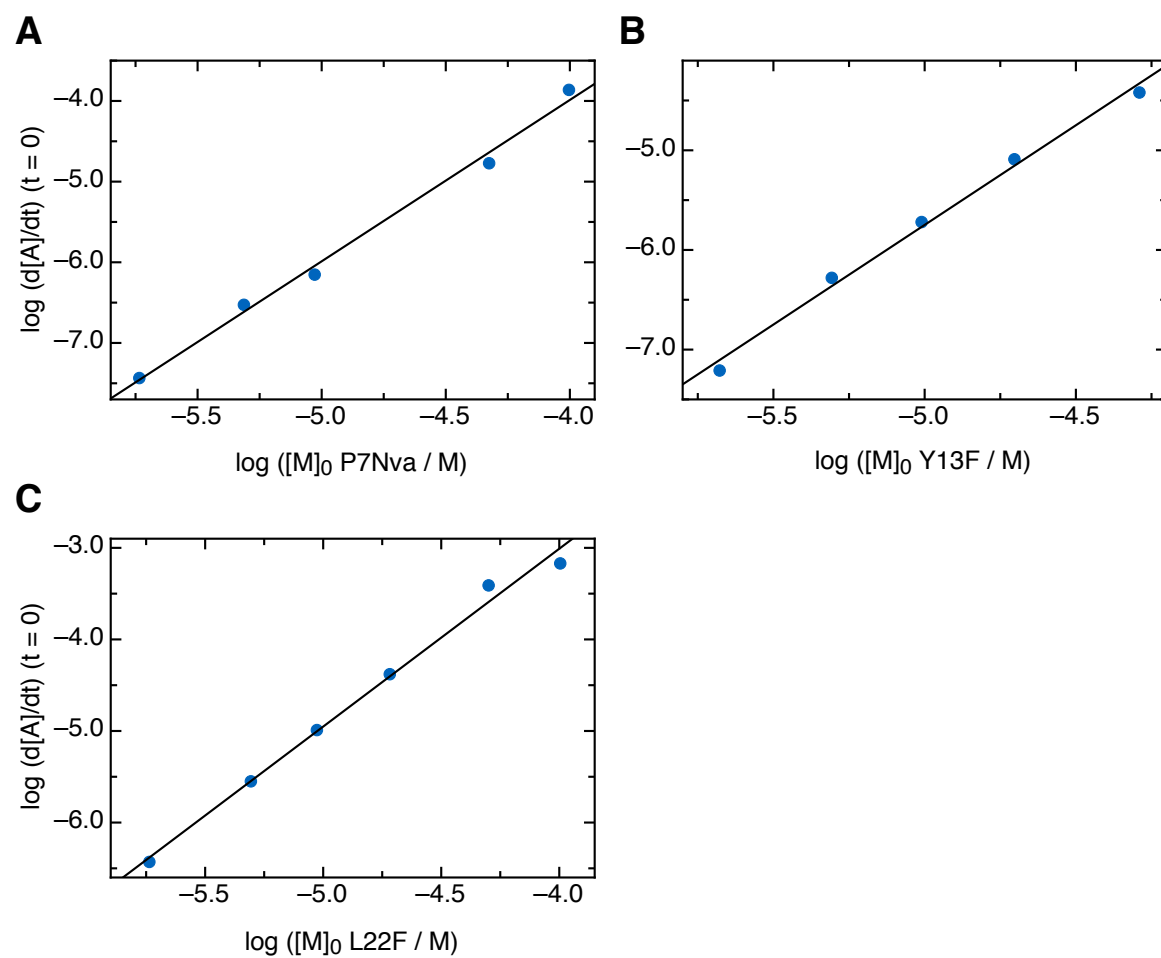 A
log (d[A]/dt) (t = 0)
–4.0
–5.0
–6.0
–7.0
–5.5 –5.0 –4.5 –4.0
log ([M]₀ P7Nva / M)
B
–5.0
–6.0
–7.0
–5.5 –5.0 –4.5
log ([M]₀ Y13F / M)
C
log (d[A]/dt) (t = 0)
–3.0
–4.0
–5.0
–6.0
–5.5 –5.0 –4.5 –4.0
log ([M]₀ L22F / M)